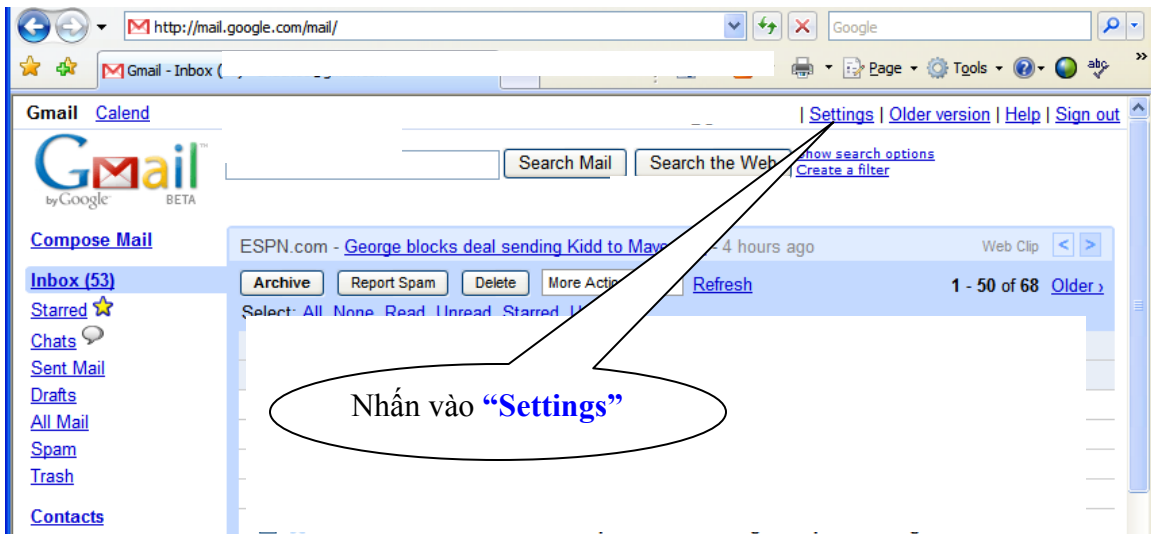 http://mail.google.com/mail/
Google
Gmail - Inbox (
Page
Tools
Gmail Calend
| Settings | Older version | Help | Sign out
Gmail™
by Google BETA
Search Mail Search the Web
Show search options
Create a filter
Compose Mail
ESPN.com - George blocks deal sending Kidd to Mave - 4 hours ago Web Clip < >
Inbox (53)
Archive Report Spam Delete More Actio Refresh 1 - 50 of 68 Older ›
Starred
Select: All, None, Read, Unread, Starred, U
Chats
Sent Mail
Drafts
Nhấn vào “Settings”
All Mail
Spam
Trash
Contacts